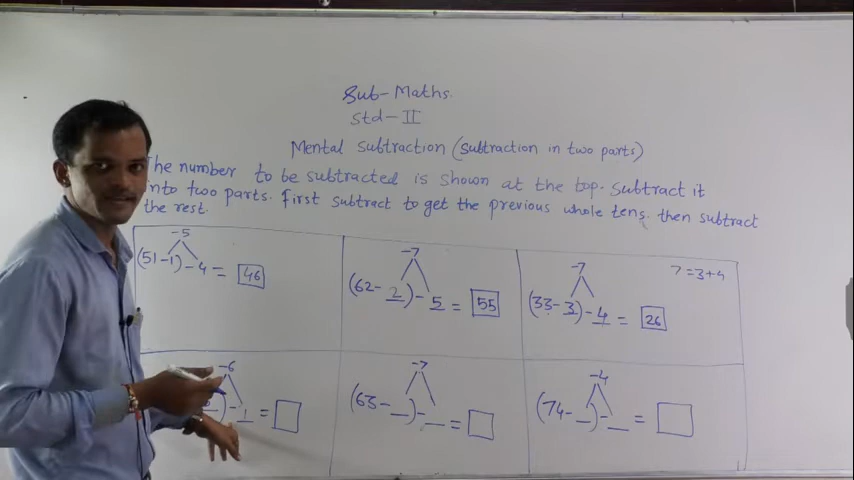 Sub-Maths.
Std-II
Mental Subtraction (subtraction in two parts)
The number to be subtracted is shown at the top. Subtract it
into two parts. First subtract to get the previous whole tens, then subtract
the rest.
-5
(51-1)-4 = 46
-7
(62- 2)- 5 = 55
-7
7=3+4
(33- 3)- 4 = 26
-6
)- 1 =
-7
(63- _)- _ =
-4
(74- _)- _ =